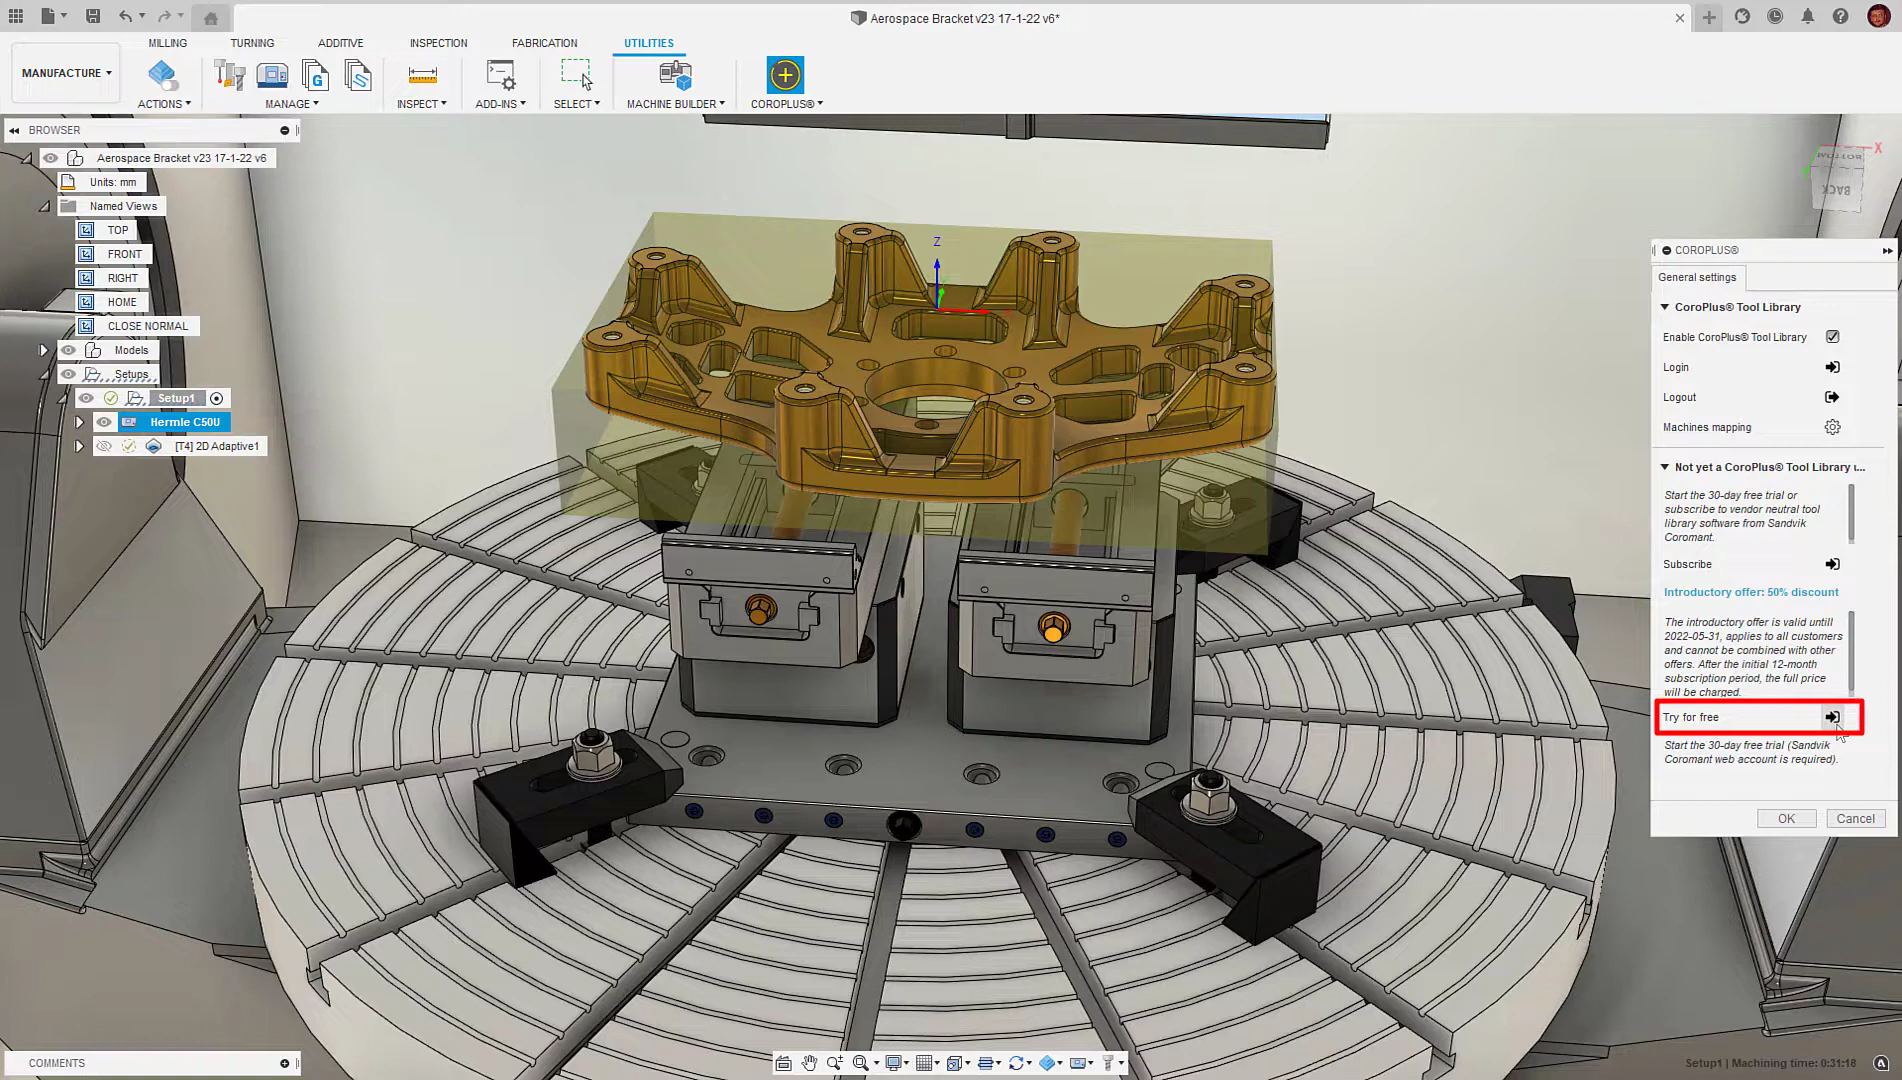 Aerospace Bracket v23 17-1-22 v6*
MILLING
TURNING
ADDITIVE
INSPECTION
FABRICATION
UTILITIES
MANUFACTURE
ACTIONS
MANAGE
INSPECT
ADD-INS
SELECT
MACHINE BUILDER
COROPLUS®
BROWSER
Aerospace Bracket v23 17-1-22 v6
Units: mm
Named Views
TOP
FRONT
RIGHT
HOME
CLOSE NORMAL
Models
Setups
Setup1
Hermle C50U
[T4] 2D Adaptive1
Z
X
BOTTOM
BACK
COROPLUS®
General settings
CoroPlus® Tool Library
Enable CoroPlus® Tool Library
Login
Logout
Machines mapping
Not yet a CoroPlus® Tool Library u...
Start the 30-day free trial or
subscribe to vendor neutral tool
library software from Sandvik
Coromant.
Subscribe
Introductory offer: 50% discount
The introductory offer is valid untill
2022-05-31, applies to all customers
and cannot be combined with other
offers. After the initial 12-month
subscription period, the full price
will be charged.
Try for free
Start the 30-day free trial (Sandvik
Coromant web account is required).
OK
Cancel
COMMENTS
Setup1 | Machining time: 0:31:18